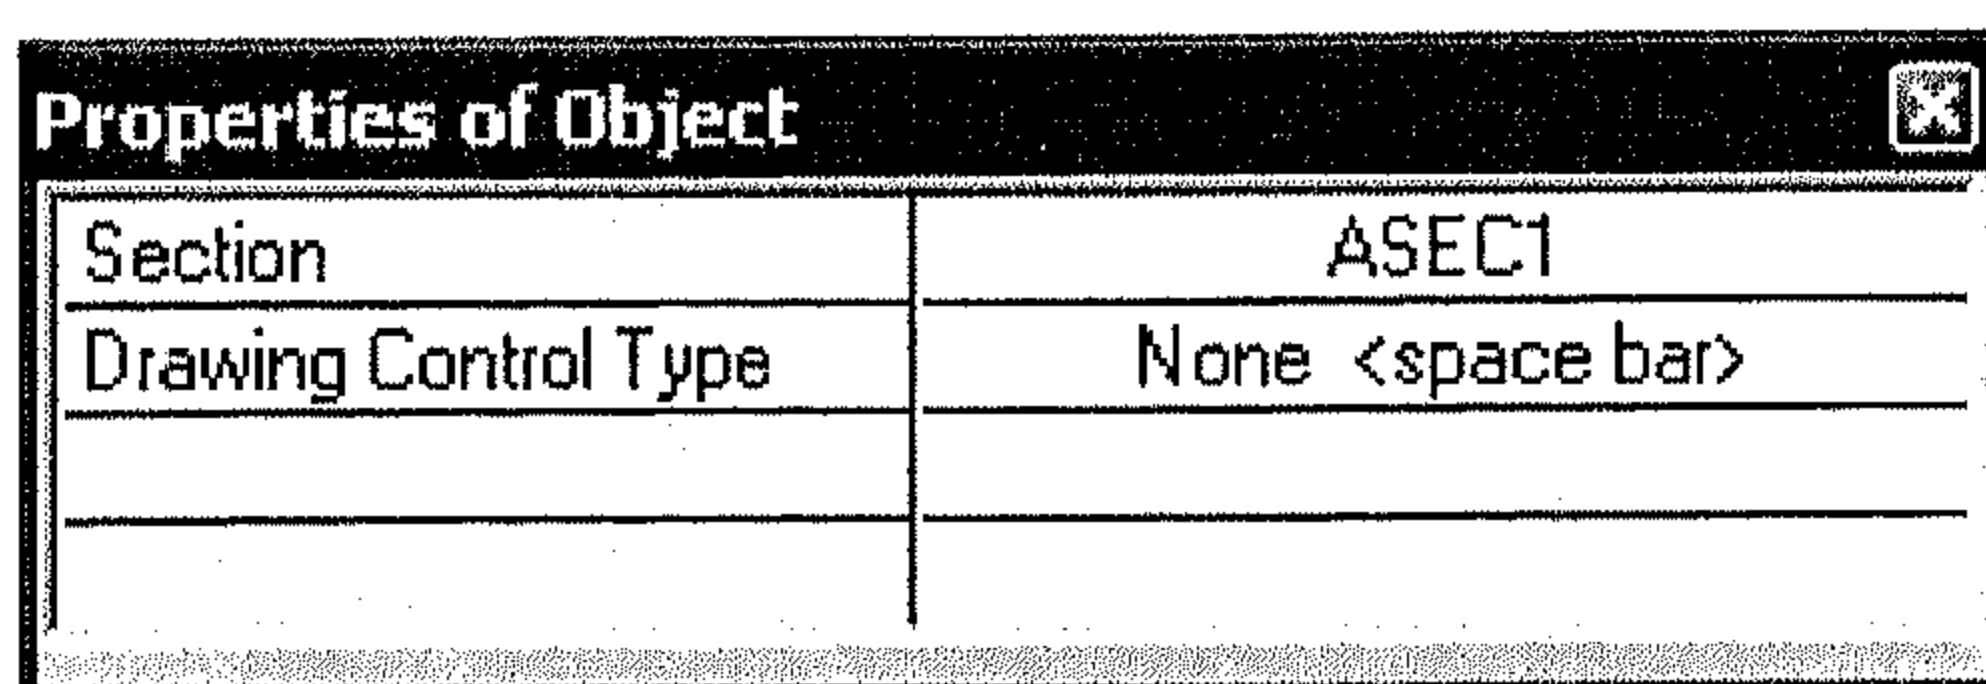 Properties of Object
Section ASEC1
Drawing Control Type None <space bar>